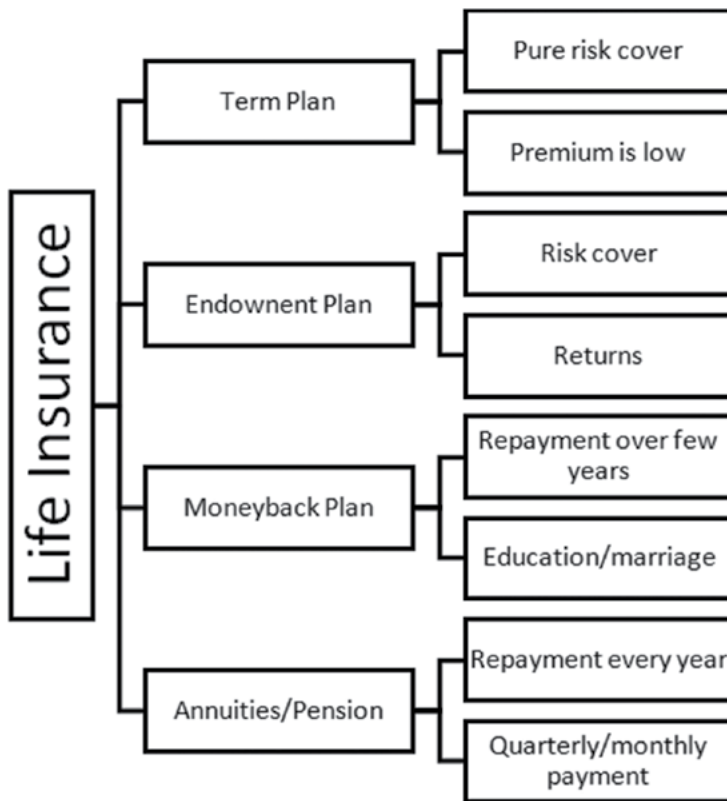 Life Insurance
Term Plan
Pure risk cover
Premium is low
Endownent Plan
Risk cover
Returns
Moneyback Plan
Repayment over few
years
Education/marriage
Annuities/Pension
Repayment every year
Quarterly/monthly
payment